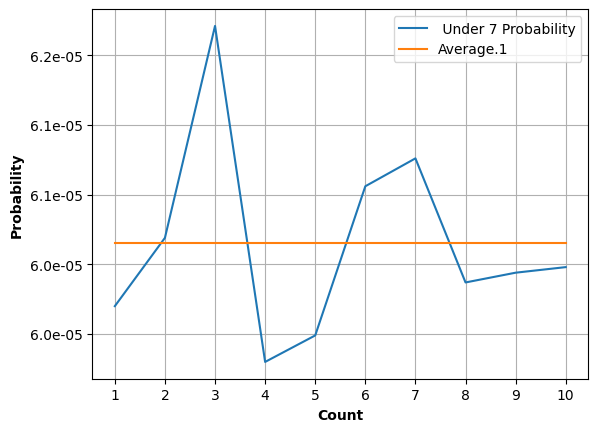 Under 7 Probability
Average.1
6.2e-05
6.1e-05
6.1e-05
6.0e-05
6.0e-05
Probability
1 2 3 4 5 6 7 8 9 10
Count